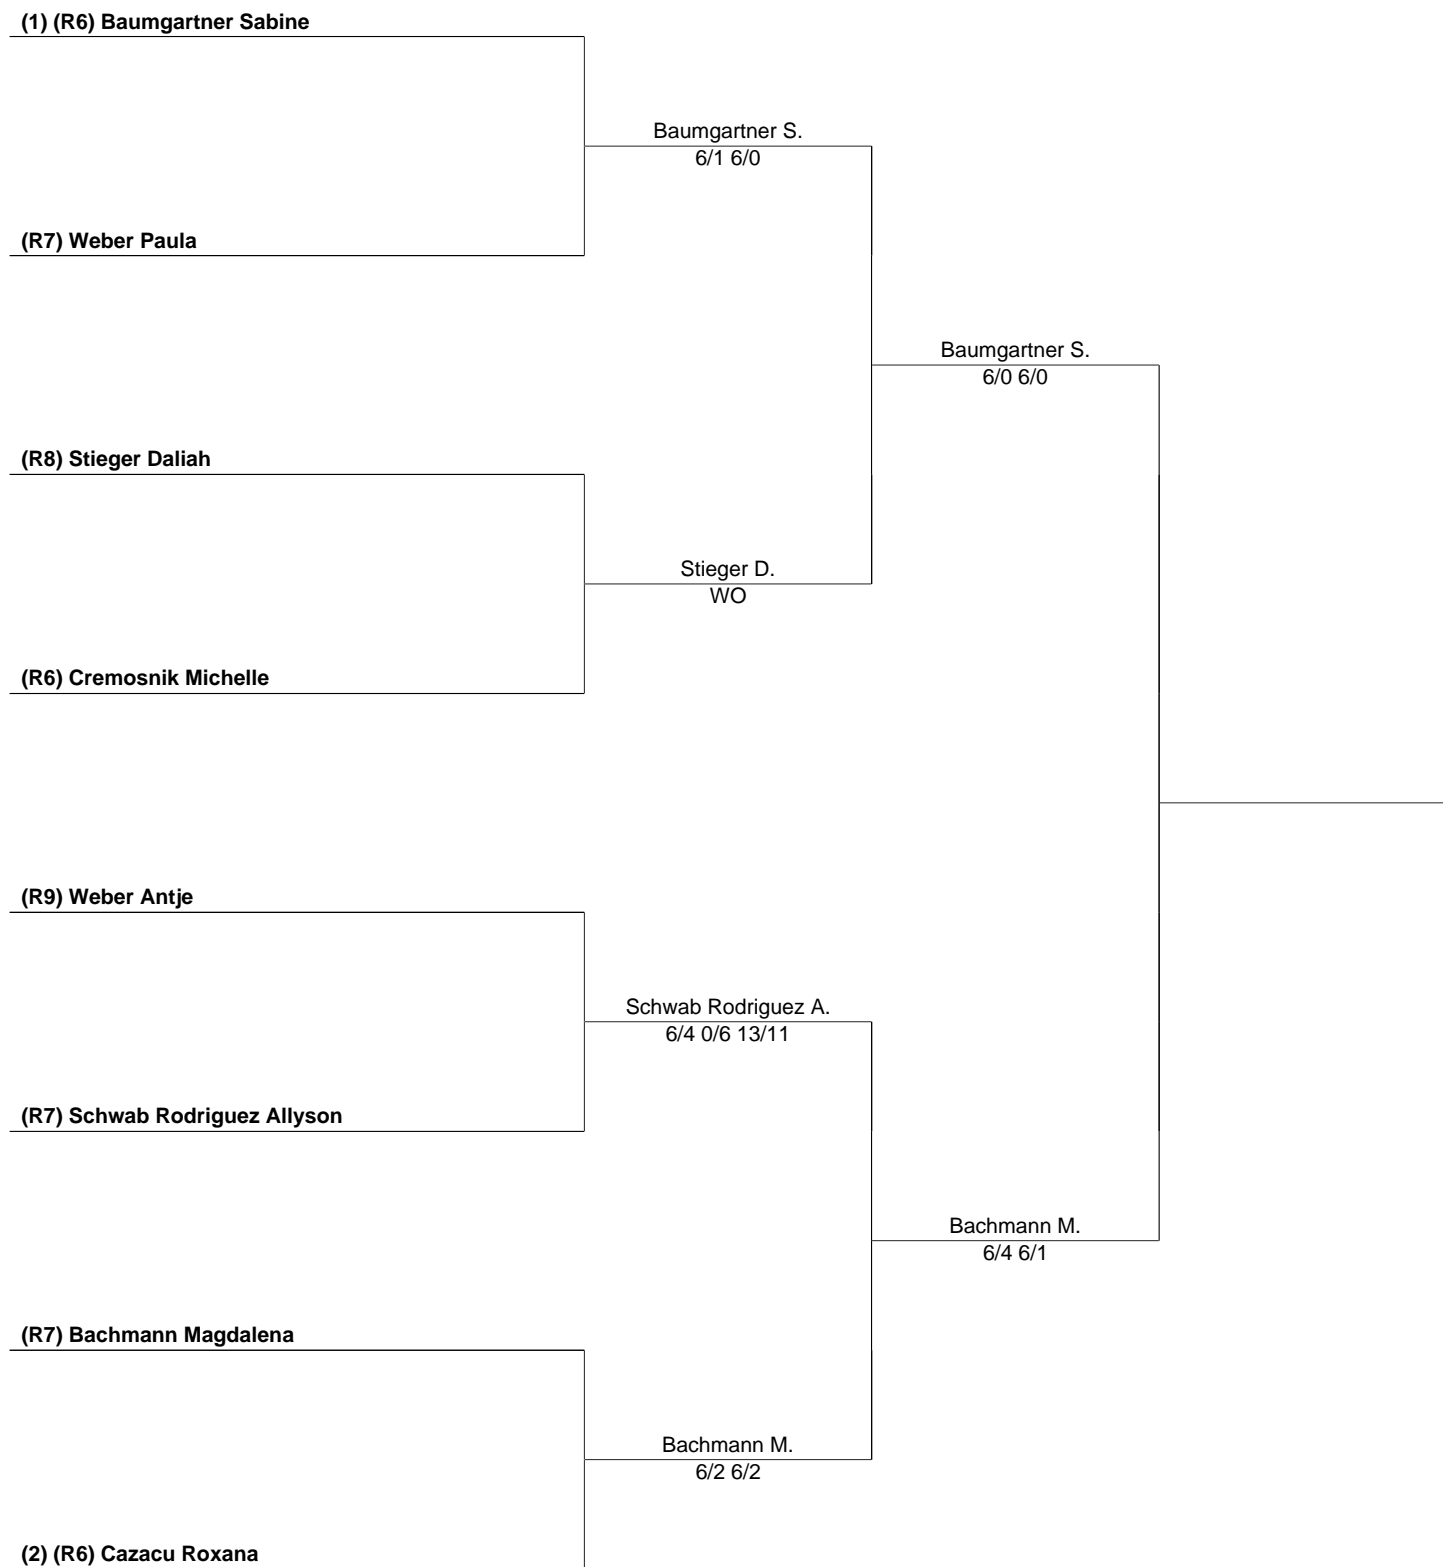 (1) (R6) Baumgartner Sabine
Baumgartner S.
6/1 6/0
(R7) Weber Paula
Baumgartner S.
6/0 6/0
(R8) Stieger Daliah
Stieger D.
WO
(R6) Cremosnik Michelle
(R9) Weber Antje
Schwab Rodriguez A.
6/4 0/6 13/11
(R7) Schwab Rodriguez Allyson
Bachmann M.
6/4 6/1
(R7) Bachmann Magdalena
Bachmann M.
6/2 6/2
(2) (R6) Cazacu Roxana